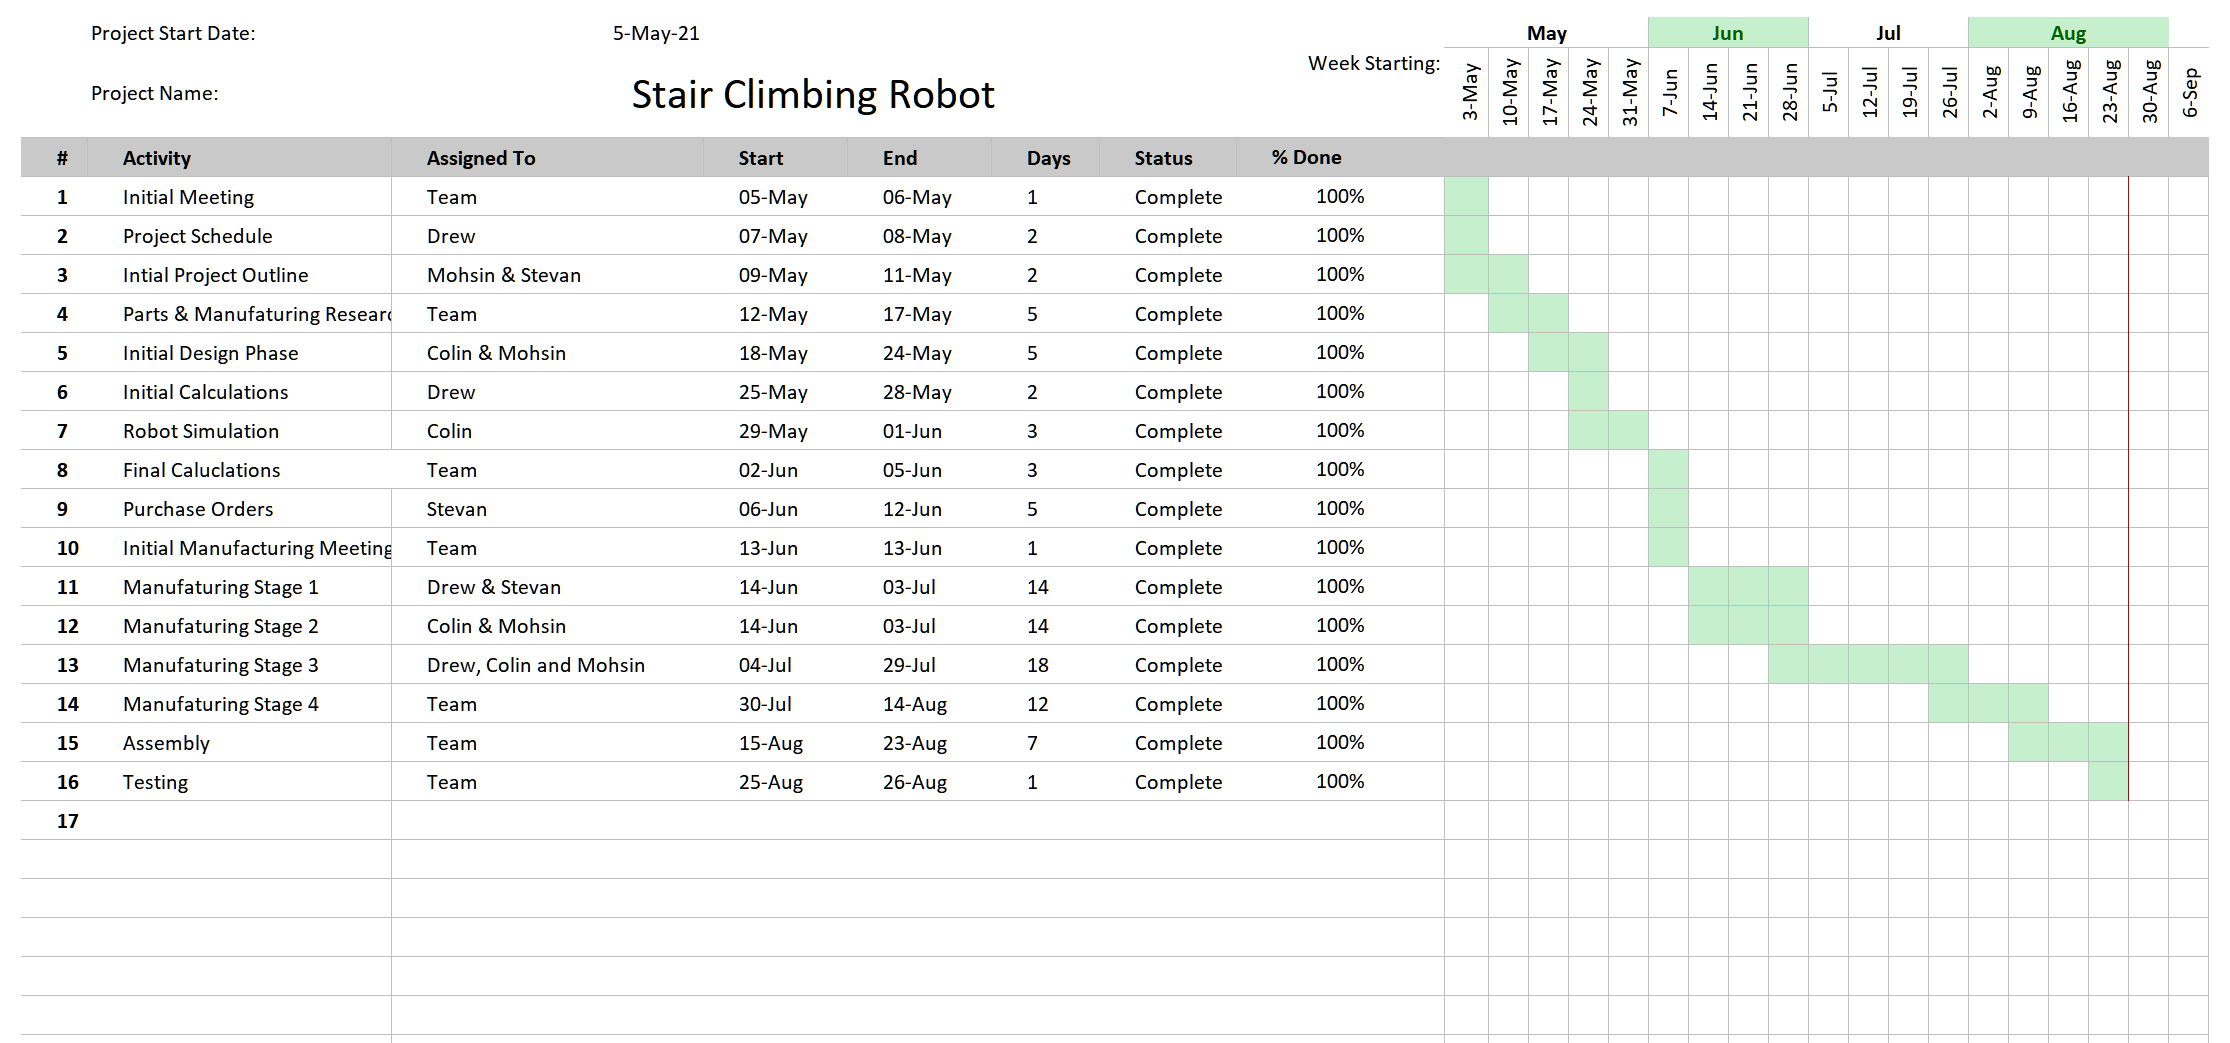 Project Start Date: 5-May-21 May Jun Jul Aug
Week Starting: 3-May 10-May 17-May 24-May 31-May 7-Jun 14-Jun 21-Jun 28-Jun 5-Jul 12-Jul 19-Jul 26-Jul 2-Aug 9-Aug 16-Aug 23-Aug 30-Aug 6-Sep
Project Name: Stair Climbing Robot
# Activity Assigned To Start End Days Status % Done
1 Initial Meeting Team 05-May 06-May 1 Complete 100%
2 Project Schedule Drew 07-May 08-May 2 Complete 100%
3 Intial Project Outline Mohsin & Stevan 09-May 11-May 2 Complete 100%
4 Parts & Manufaturing Researc Team 12-May 17-May 5 Complete 100%
5 Initial Design Phase Colin & Mohsin 18-May 24-May 5 Complete 100%
6 Initial Calculations Drew 25-May 28-May 2 Complete 100%
7 Robot Simulation Colin 29-May 01-Jun 3 Complete 100%
8 Final Caluclations Team 02-Jun 05-Jun 3 Complete 100%
9 Purchase Orders Stevan 06-Jun 12-Jun 5 Complete 100%
10 Initial Manufacturing Meeting Team 13-Jun 13-Jun 1 Complete 100%
11 Manufaturing Stage 1 Drew & Stevan 14-Jun 03-Jul 14 Complete 100%
12 Manufaturing Stage 2 Colin & Mohsin 14-Jun 03-Jul 14 Complete 100%
13 Manufaturing Stage 3 Drew, Colin and Mohsin 04-Jul 29-Jul 18 Complete 100%
14 Manufaturing Stage 4 Team 30-Jul 14-Aug 12 Complete 100%
15 Assembly Team 15-Aug 23-Aug 7 Complete 100%
16 Testing Team 25-Aug 26-Aug 1 Complete 100%
17